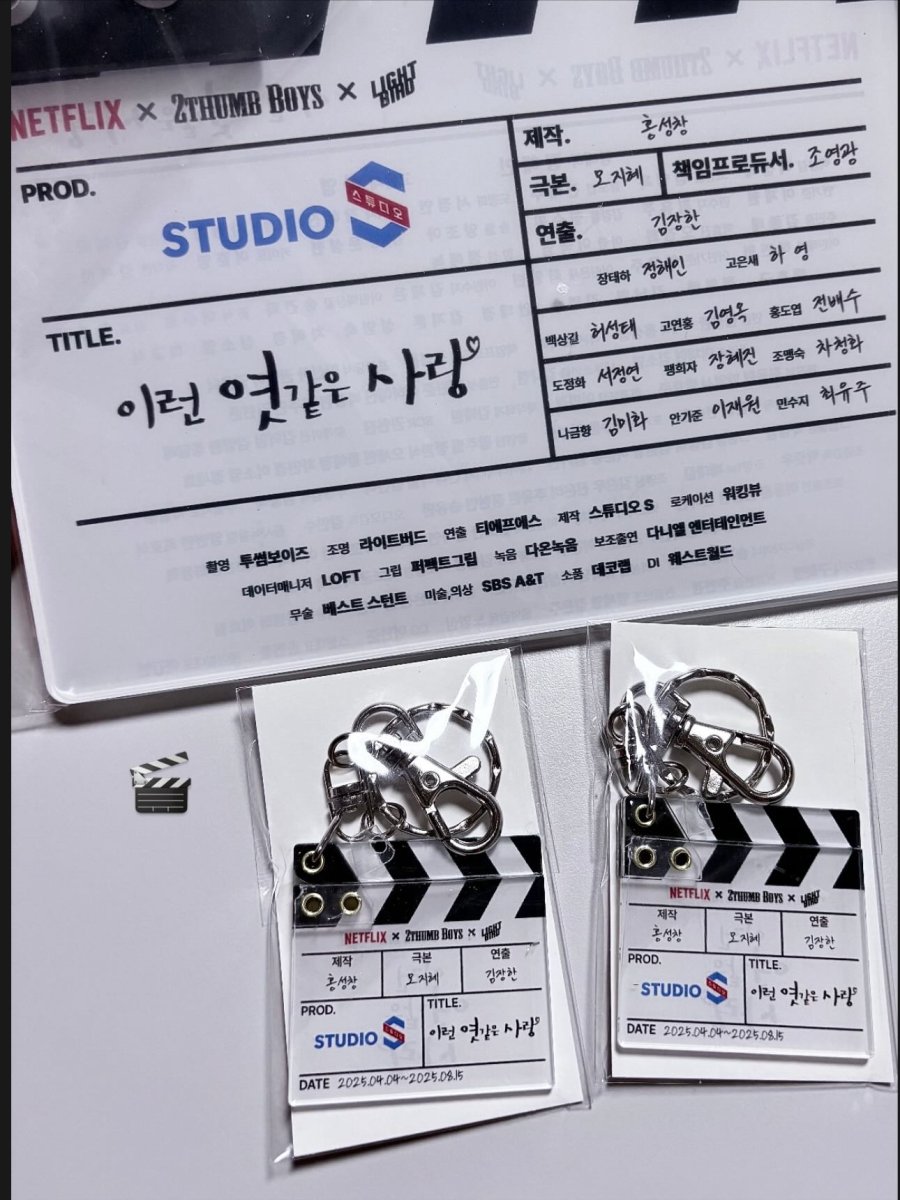 NETFLIX × 2THUMB BOYS × LIGHT BIRD
PROD.
STUDIO S
스튜디오
TITLE.
이런 엿같은 사랑
제작. 홍성창
극본. 모지혜 책임프로듀서. 조영광
연출. 김장한
장태하 정해인 고은새 하 영
백상길 허성태 고연홍 김영옥 홍도엽 전배수
도정화 서정연 팽희자 장혜진 조맹숙 차청화
나금향 김미화 안기준 이재원 민수지 최유주
촬영 투썸보이즈 조명 라이트버드 연출 티에프에스 제작 스튜디오 S 로케이션 워킹뷰
데이터매니저 LOFT 그립 퍼펙트그립 녹음 다온녹음 보조출연 다니엘 엔터테인먼트
무술 베스트 스턴트 미술,의상 SBS A&T 소품 데코랩 DI 웨스트월드
NETFLIX × 2THUMB BOYS × LIGHT BIRD
제작 극본 연출
홍성창 모지혜 김장한
PROD. TITLE.
STUDIO S 이런 엿같은 사랑
DATE 2025.04.04~2025.08.15
NETFLIX × 2THUMB BOYS × LIGHT BIRD
제작 극본 연출
홍성창 모지혜 김장한
PROD. TITLE.
STUDIO S 이런 엿같은 사랑
DATE 2025.04.04~2025.08.15